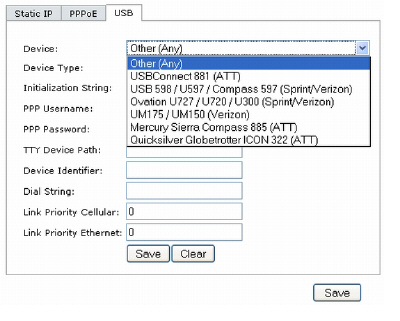 Static IP PPPoE USB
Device: Other (Any)
Other (Any)
Device Type:
USBConnect 881 (ATT)
Initialization String:
USB 598 / U597 / Compass 597 (Sprint/Verizon)
Ovation U727 / U720 / U300 (Sprint/Verizon)
PPP Username:
UM175 / UM150 (Verizon)
PPP Password:
Mercury Sierra Compass 885 (ATT)
Quicksilver Globetrotter ICON 322 (ATT)
TTY Device Path:
Device Identifier:
Dial String:
Link Priority Cellular: 0
Link Priority Ethernet: 0
Save Clear
Save